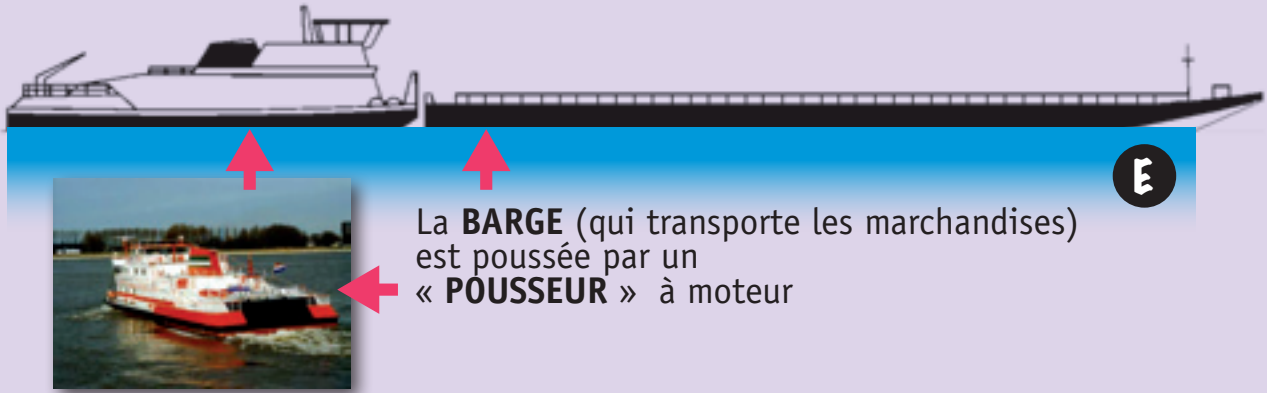 E
La BARGE (qui transporte les marchandises)
est poussée par un
« POUSSEUR » à moteur